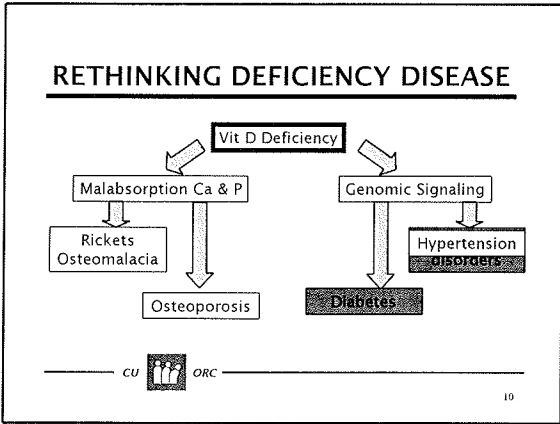 RETHINKING DEFICIENCY DISEASE
Vit D Deficiency
Malabsorption Ca & P
Genomic Signaling
Rickets
Osteomalacia
Hypertension
disorders
Osteoporosis
Diabetes
CU ORC
10